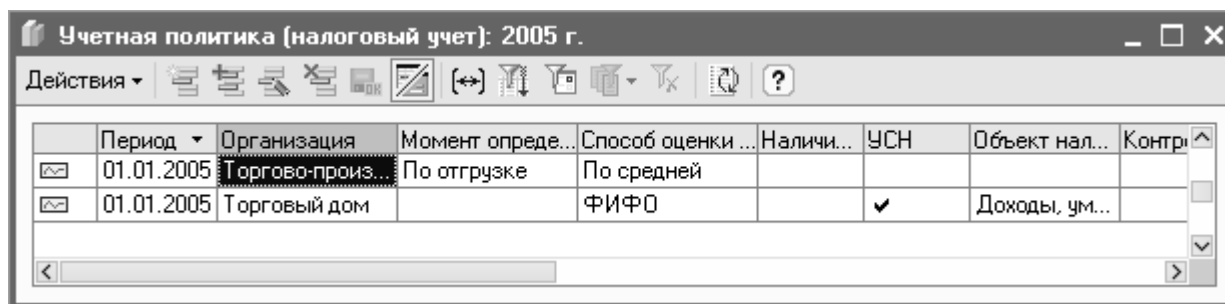 Учетная политика (налоговый учет): 2005 г.
Действия
Период Организация Момент опреде... Способ оценки ... Наличи... УСН Объект нал... Контр
01.01.2005 Торгово-произ... По отгрузке По средней
01.01.2005 Торговый дом ФИФО ✔ Доходы, ум...